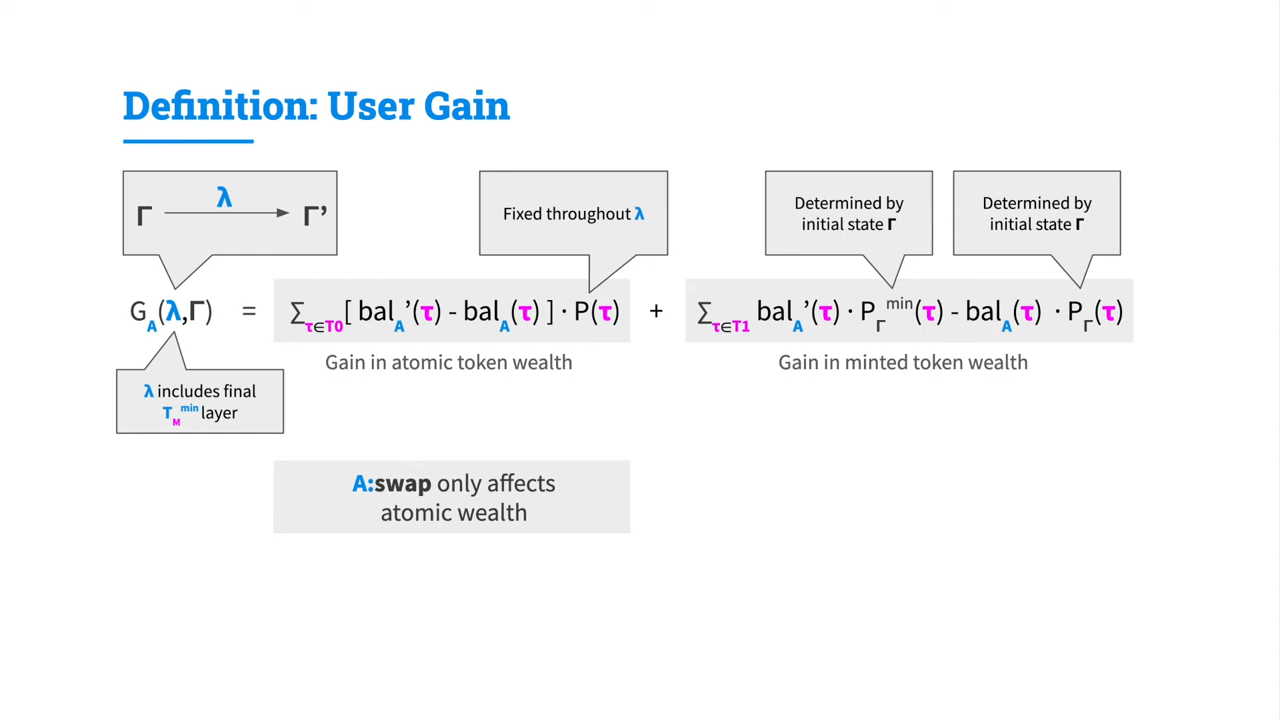 Definition: User Gain
Γ λ Γ’
Fixed throughout λ
Determined by
initial state Γ
Determined by
initial state Γ
G_A(λ,Γ) = ∑_τ∈T0 [ bal_A’(τ) - bal_A(τ) ] · P(τ) + ∑_τ∈T1 bal_A’(τ) · P_Γ^min(τ) - bal_A(τ) · P_Γ(τ)
Gain in atomic token wealth
Gain in minted token wealth
λ includes final
T_M^min layer
A:swap only affects
atomic wealth